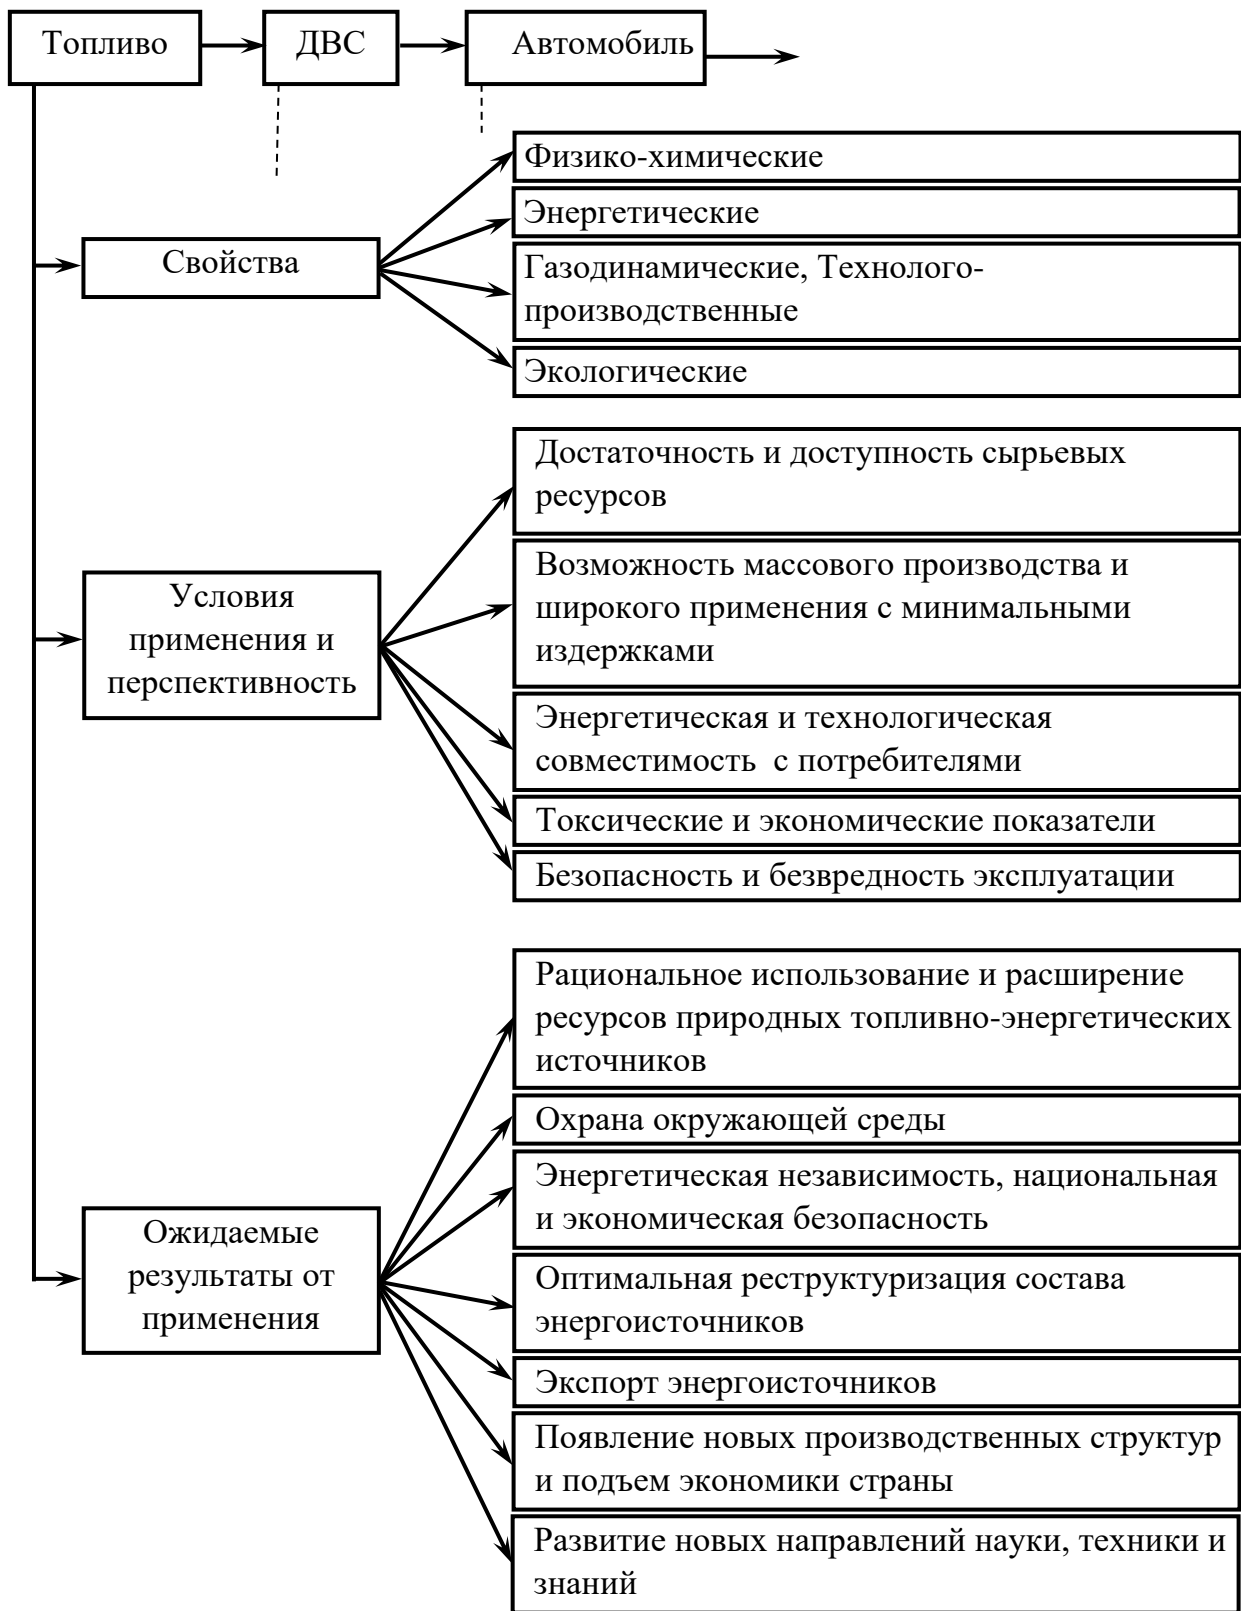 Топливо
ДВС
Автомобиль
Физико-химические
Энергетические
Свойства
Газодинамические, Технолого-
производственные
Экологические
Достаточность и доступность сырьевых
ресурсов
Условия
применения и
перспективность
Возможность массового производства и
широкого применения с минимальными
издержками
Энергетическая и технологическая
совместимость с потребителями
Токсические и экономические показатели
Безопасность и безвредность эксплуатации
Рациональное использование и расширение
ресурсов природных топливно-энергетических
источников
Охрана окружающей среды
Энергетическая независимость, национальная
и экономическая безопасность
Ожидаемые
результаты от
применения
Оптимальная реструктуризация состава
энергоисточников
Экспорт энергоисточников
Появление новых производственных структур
и подъем экономики страны
Развитие новых направлений науки, техники и
знаний